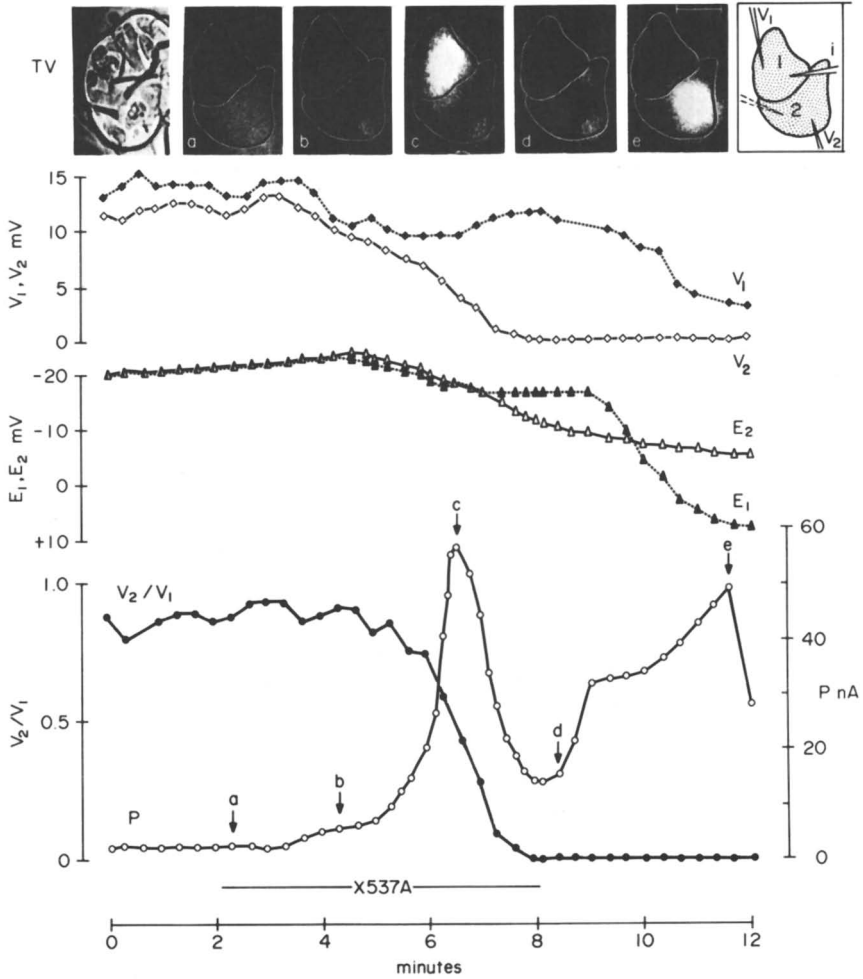 TV
a
b
c
d
e
V₁
1
i
2
V₂
V₁, V₂ mV
15
10
5
0
V₁
V₂
E₁, E₂ mV
-20
-10
0
+10
E₂
E₁
V₂/V₁
1.0
0.5
0
V₂/V₁
P
a
b
c
d
e
60
40
20
0
P nA
X537A
0 2 4 6 8 10 12
minutes